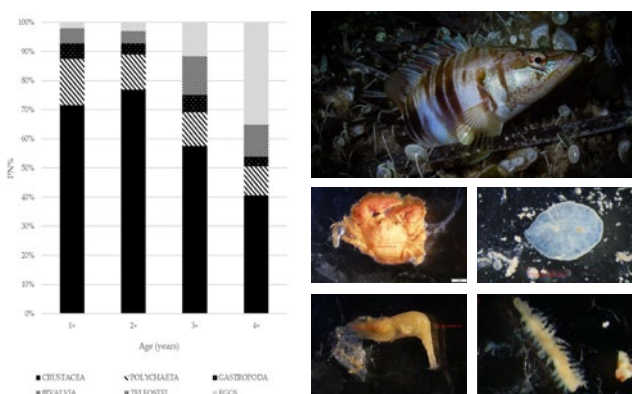 100%
90%
80%
70%
60%
50%
40%
30%
20%
10%
0%
PN%
1+ 2+ 3+ 4+
Age (years)
CRUSTACEA POLYCHAETA GASTROPODA
BIVALVIA TELEOSTEI EGGS